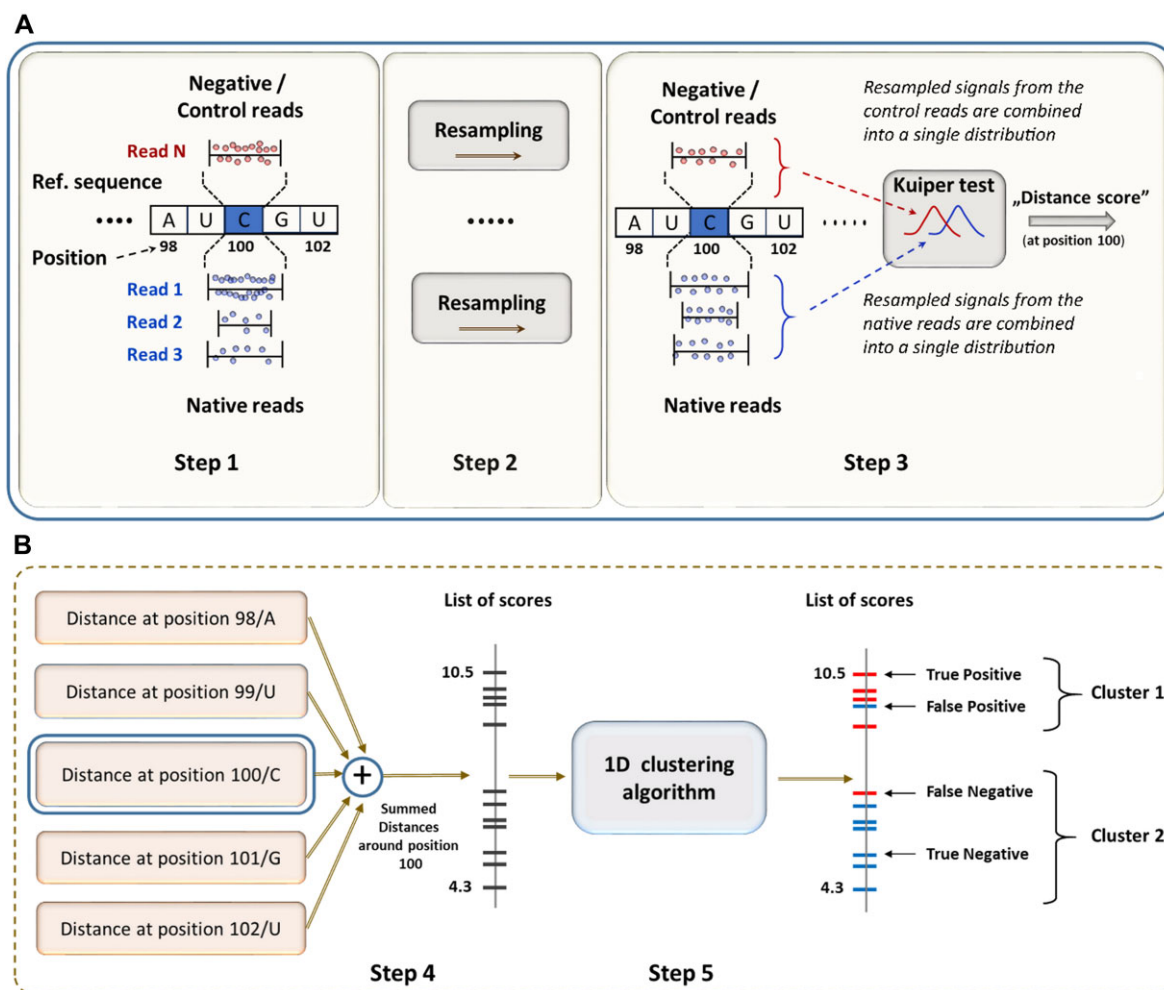 A
Negative /
Control reads
Read N
Ref. sequence
•••• A U C G U
98 100 102
Position
Read 1
Read 2
Read 3
Native reads
Step 1
Resampling
•••••
Resampling
Step 2
Negative /
Control reads
A U C G U •••••
98 100 102
Native reads
Resampled signals from the
control reads are combined
into a single distribution
Kuiper test
„Distance score”
(at position 100)
Resampled signals from the
native reads are combined
into a single distribution
Step 3
B
Distance at position 98/A
Distance at position 99/U
Distance at position 100/C
Distance at position 101/G
Distance at position 102/U
+
Summed
Distances
around position
100
List of scores
10.5
4.3
Step 4
1D clustering
algorithm
Step 5
List of scores
10.5
True Positive
False Positive
Cluster 1
False Negative
True Negative
Cluster 2
4.3